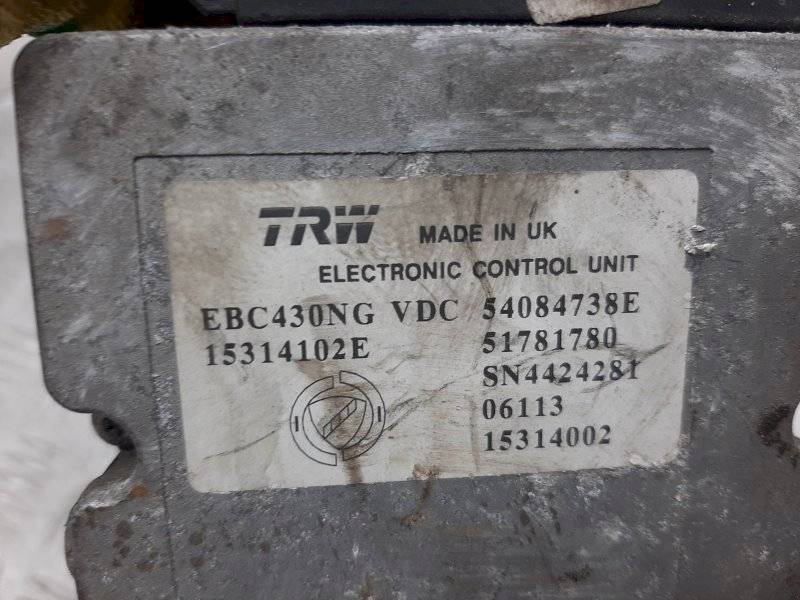 TRW MADE IN UK
ELECTRONIC CONTROL UNIT
EBC430NG VDC 54084738E
15314102E 51781780
SN4424281
06113
15314002